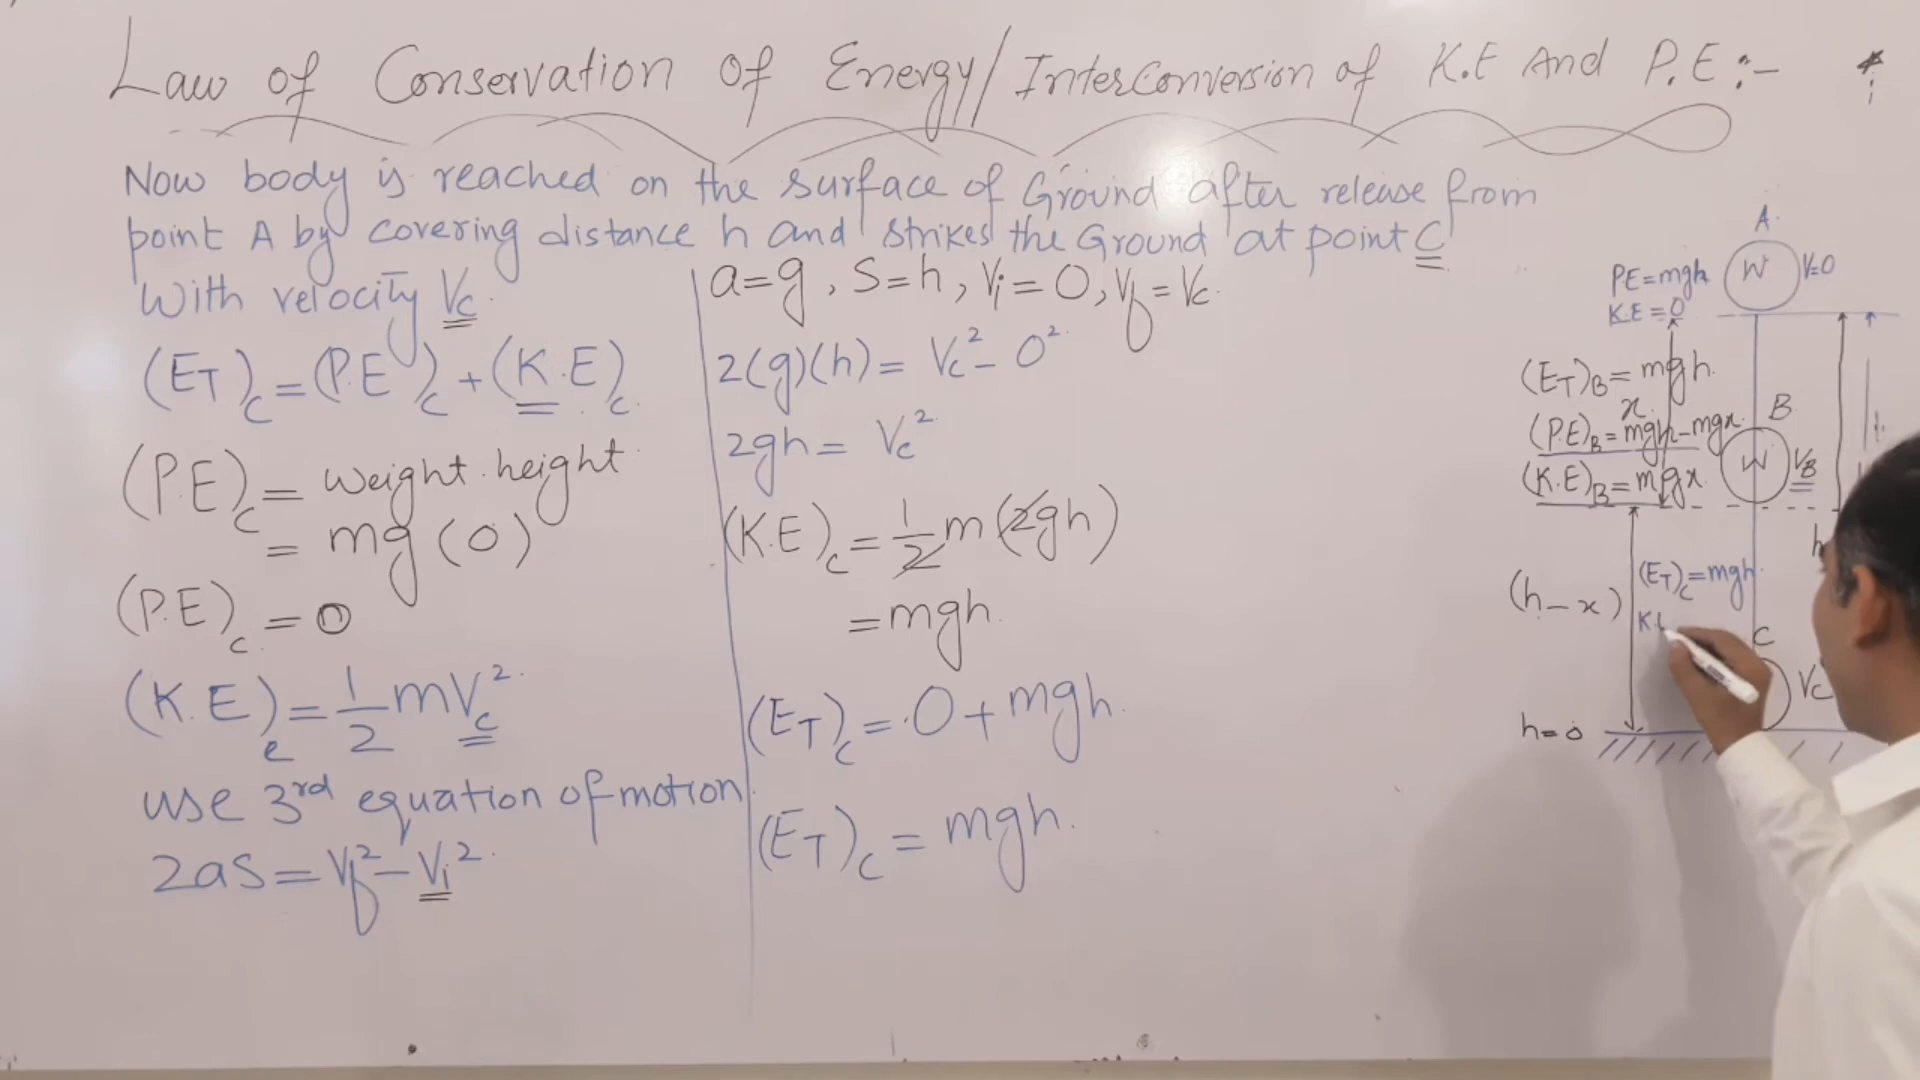 Law of Conservation of Energy/InterConversion of K.E And P.E:-
Now body is reached on the surface of Ground after release from
point A by covering distance h and strikes the Ground at point C
With velocity Vc.
(ET)c = (P.E)c + (K.E)c
(P.E)c = weight.height
= mg(0)
(P.E)c = 0
(K.E)c = 1/2 mVc²
use 3rd equation of motion
2aS = Vf² - Vi²
a=g, S=h, Vi=0, Vf=Vc
2(g)(h) = Vc² - 0²
2gh = Vc²
(K.E)c = 1/2 m(2gh)
= mgh
(ET)c = 0 + mgh
(ET)c = mgh.
A
PE=mgh
W
V=0
K.E=0
(ET)B = mgh
x
B
(P.E)B = mgh-mgx
W
VB
(K.E)B = mgx
h
(h-x)
(ET)c = mgh
K.
C
Vc
h=0